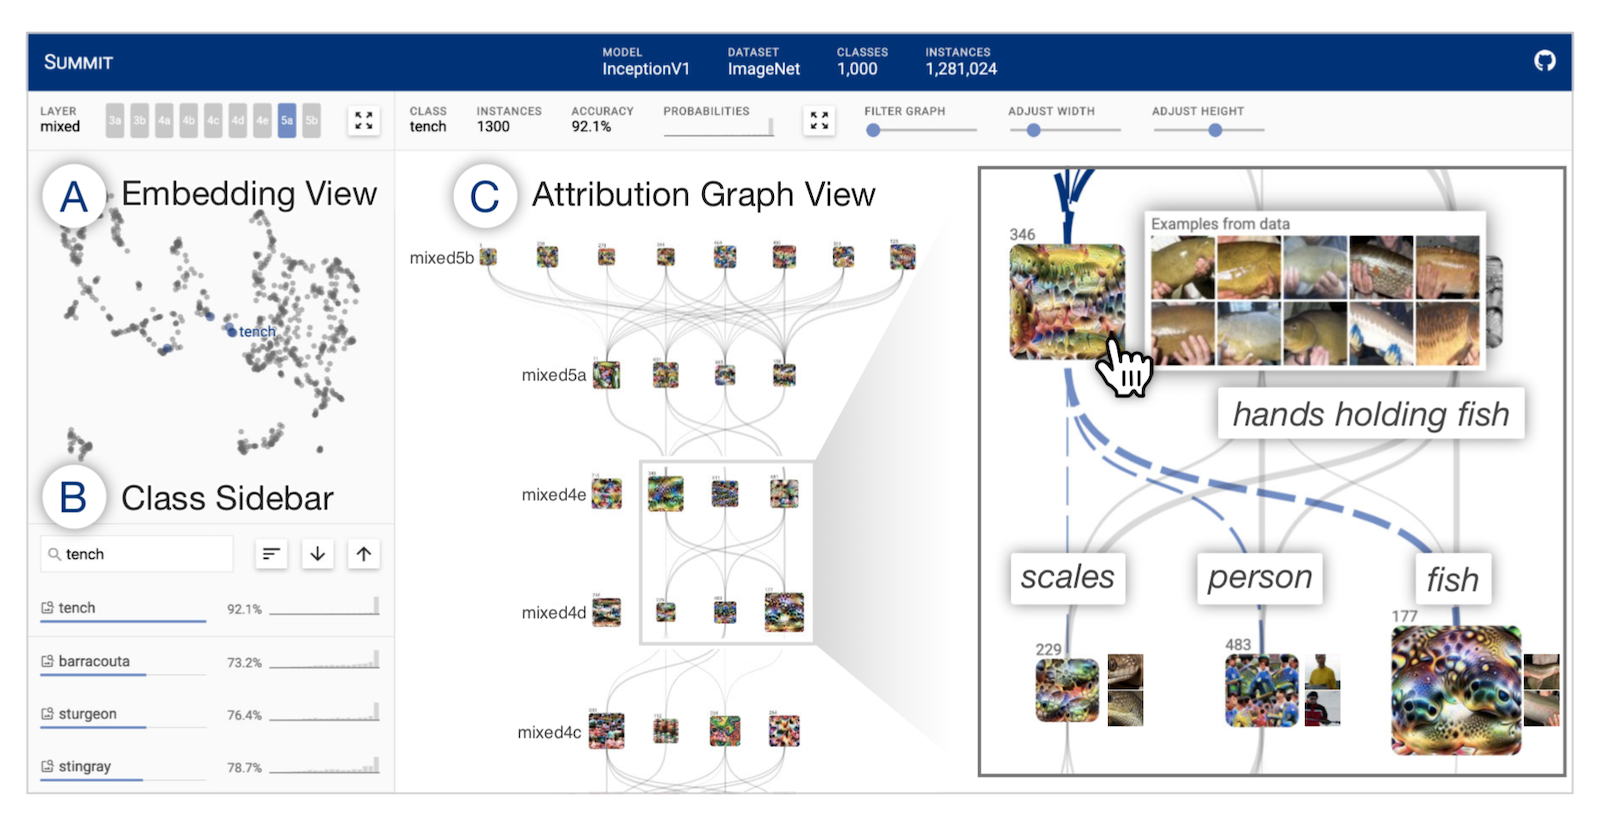 SUMMIT
MODEL
InceptionV1
DATASET
ImageNet
CLASSES
1,000
INSTANCES
1,281,024
LAYER
mixed
3a 3b 4a 4b 4c 4d 4e 5a 5b
CLASS
tench
INSTANCES
1300
ACCURACY
92.1%
PROBABILITIES
FILTER GRAPH
ADJUST WIDTH
ADJUST HEIGHT
A Embedding View
tench
B Class Sidebar
tench
tench 92.1%
barracouta 73.2%
sturgeon 76.4%
stingray 78.7%
C Attribution Graph View
mixed5b
mixed5a
mixed4e
mixed4d
mixed4c
346
Examples from data
hands holding fish
scales
person
fish
177
229
483